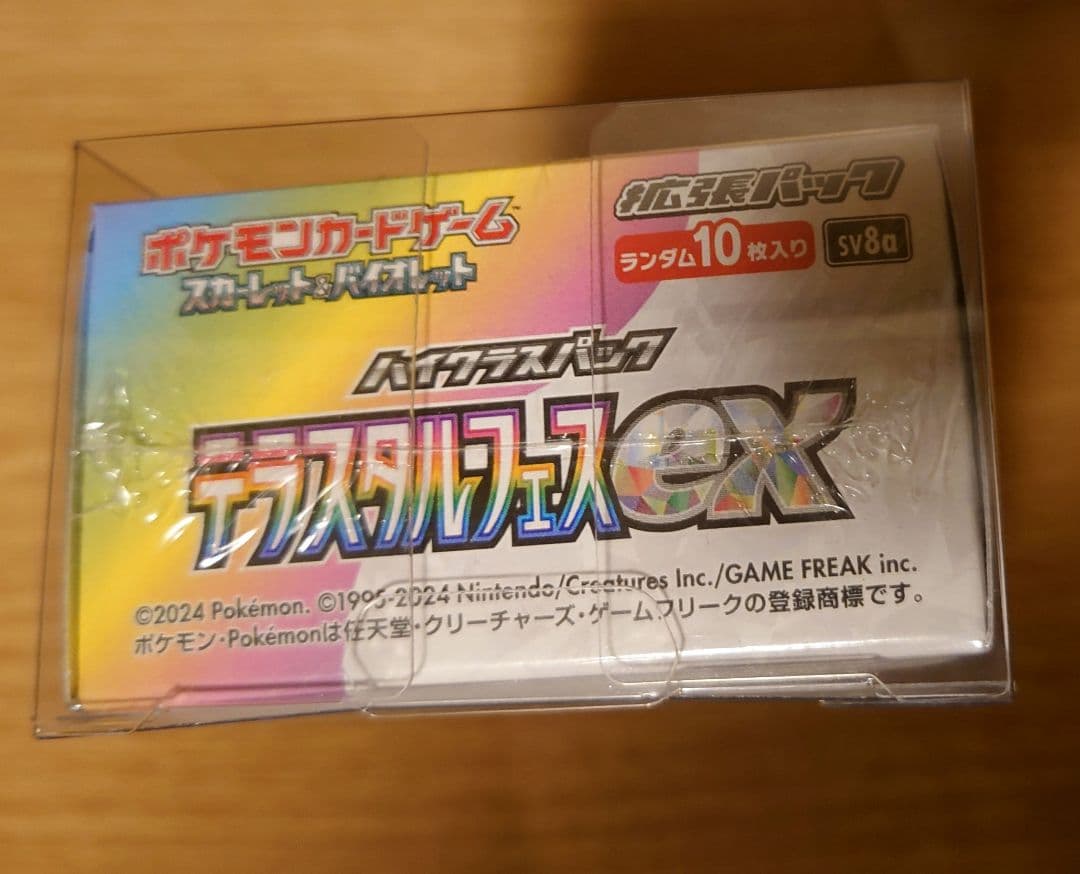 ポケモンカードゲーム™
スカーレット&バイオレット
拡張パック
ランダム10枚入り
SV8a
ハイクラスパック
テラスタルフェスex
©2024 Pokémon. ©1995-2024 Nintendo/Creatures Inc./GAME FREAK inc.
ポケモン・Pokémonは任天堂・クリーチャーズ・ゲームフリークの登録商標です。